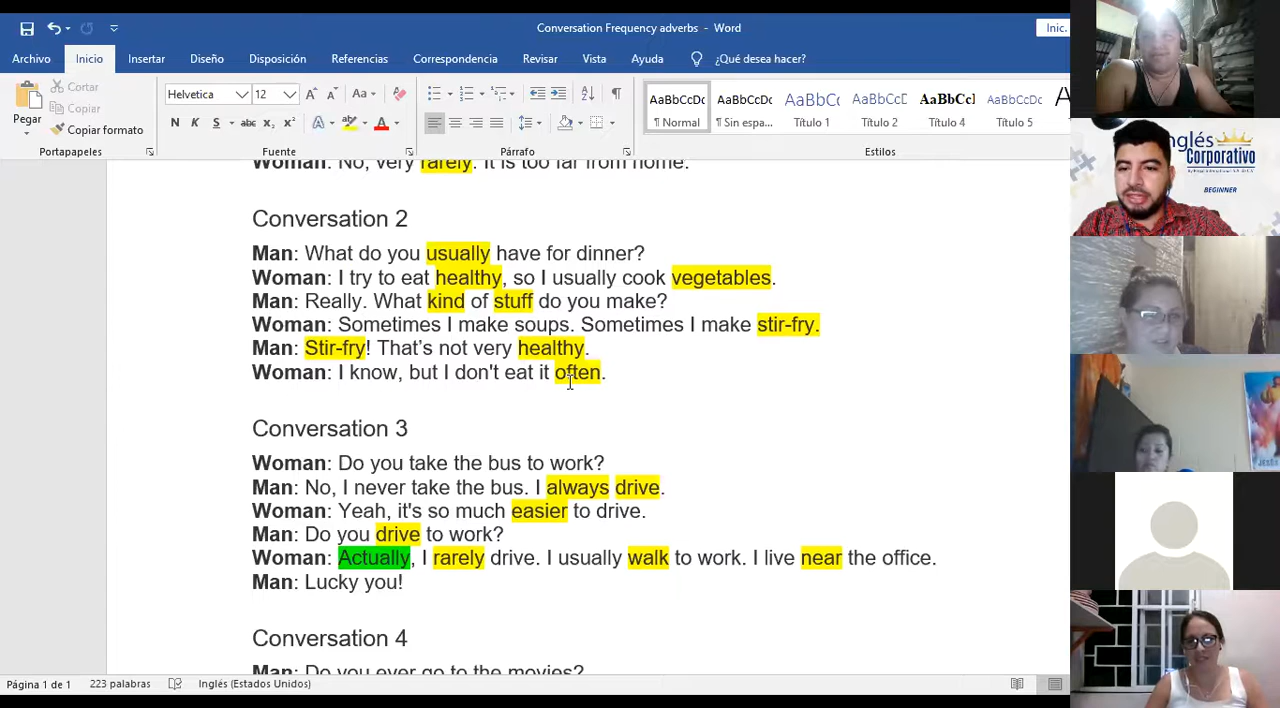 Conversation Frequency adverbs - Word
Inic.
Archivo Inicio Insertar Diseño Disposición Referencias Correspondencia Revisar Vista Ayuda ¿Qué desea hacer?
Pegar
Cortar
Copiar
Copiar formato
Portapapeles
Helvetica 12
N K S abc x₂ x²
Fuente
Párrafo
AaBbCcDc AaBbCcDc AaBbC AaBbCcD AaBbCcI AaBbCcD
¶ Normal ¶ Sin espa... Título 1 Título 2 Título 4 Título 5
Estilos
Woman: No, very rarely. It is too far from home.
Conversation 2
Man: What do you usually have for dinner?
Woman: I try to eat healthy, so I usually cook vegetables.
Man: Really. What kind of stuff do you make?
Woman: Sometimes I make soups. Sometimes I make stir-fry.
Man: Stir-fry! That's not very healthy.
Woman: I know, but I don't eat it often.
Conversation 3
Woman: Do you take the bus to work?
Man: No, I never take the bus. I always drive.
Woman: Yeah, it's so much easier to drive.
Man: Do you drive to work?
Woman: Actually, I rarely drive. I usually walk to work. I live near the office.
Man: Lucky you!
Conversation 4
Man: Do you ever go to the movies?
Página 1 de 1 223 palabras Inglés (Estados Unidos)
Inglés
Corporativo
BEGINNER